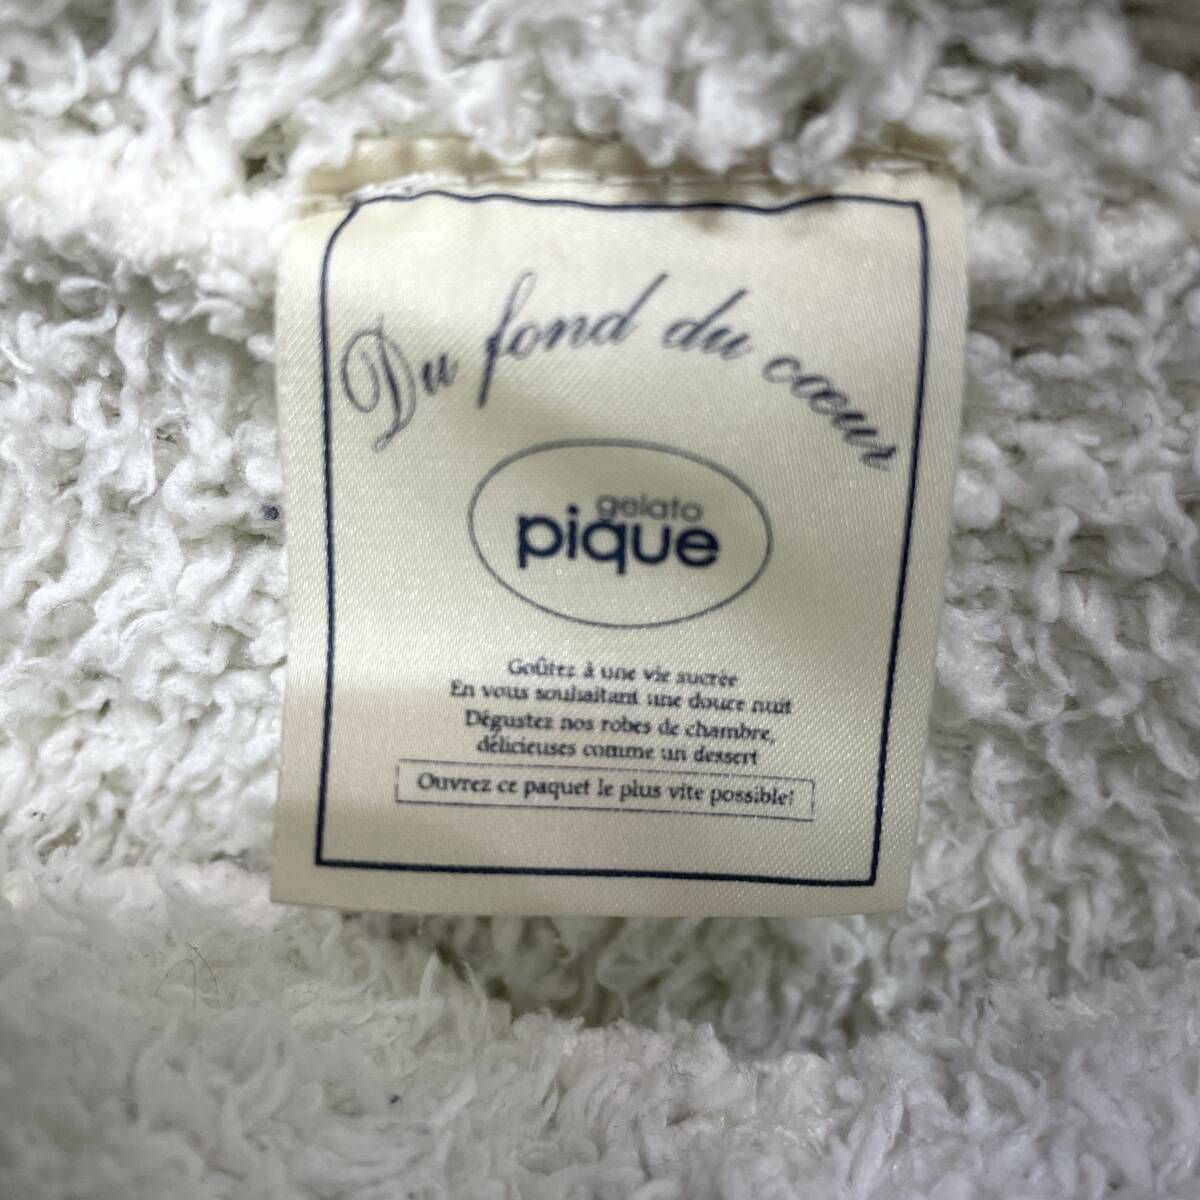 Du fond du cœur
gelato
pique
Goûtez à une vie sucrée
En vous souhaitant une douce nuit
Dégustez nos robes de chambre,
délicieuses comme un dessert
Ouvrez ce paquet le plus vite possible!